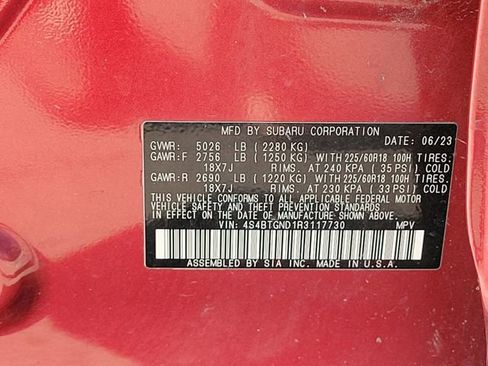 MFD BY SUBARU CORPORATION
GVWR: 5026 LB ( 2280 KG) DATE: 06/23
GAWR:F 2756 LB ( 1250 KG) WITH 225/60R18 100H TIRES.
18X7J RIMS. AT 240 KPA ( 35 PSI) COLD
GAWR:R 2690 LB ( 1220 KG) WITH 225/60R18 100H TIRES.
18X7J RIMS. AT 230 KPA ( 33 PSI) COLD
THIS VEHICLE CONFORMS TO ALL APPLICABLE FEDERAL MOTOR
VEHICLE SAFETY AND THEFT PREVENTION STANDARDS IN EFFECT
ON THE DATE OF MANUFACTURE SHOWN ABOVE.
VIN: 4S4BTGND1R3117730 MPV
ASSEMBLED BY SIA INC. MADE IN U.S.A.